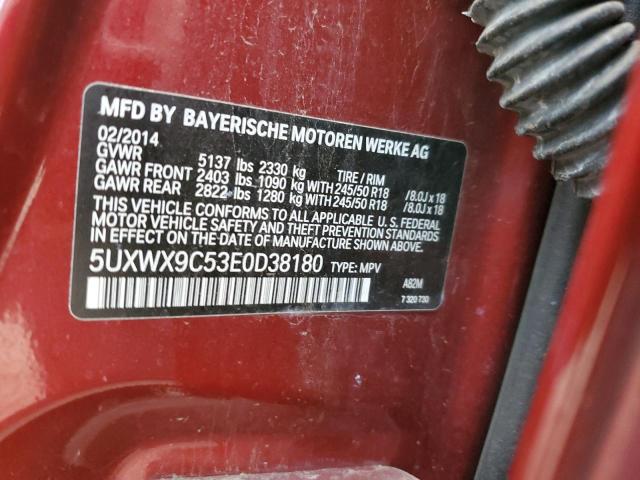 MFD BY BAYERISCHE MOTOREN WERKE AG
02/2014
GVWR 5137 lbs 2330 kg TIRE / RIM
GAWR FRONT 2403 lbs 1090 kg WITH 245/50 R18 /8.0J x 18
GAWR REAR 2822 lbs 1280 kg WITH 245/50 R18 /8.0J x 18
THIS VEHICLE CONFORMS TO ALL APPLICABLE U.S. FEDERAL
MOTOR VEHICLE SAFETY AND THEFT PREVENTION STANDARDS
IN EFFECT ON THE DATE OF MANUFACTURE SHOWN ABOVE.
5UXWX9C53E0D38180 TYPE: MPV
A82M
7 320 730